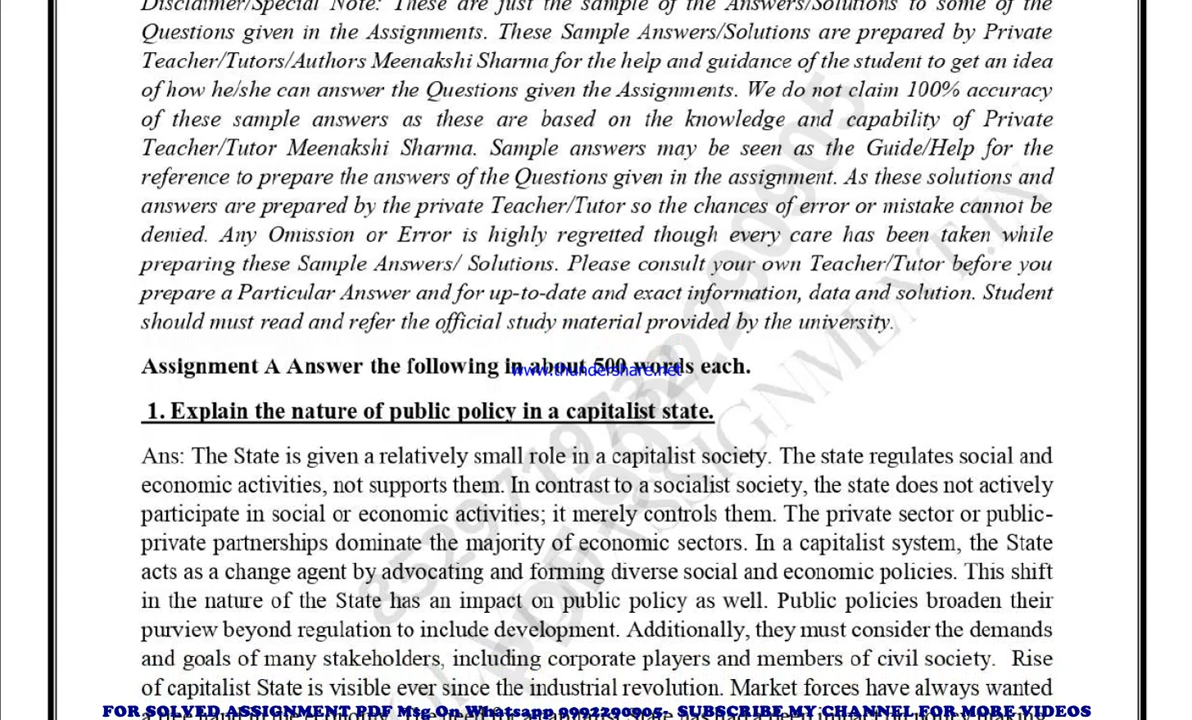 Disclaimer/Special Note: These are just the sample of the Answers/Solutions to some of the
Questions given in the Assignments. These Sample Answers/Solutions are prepared by Private
Teacher/Tutors/Authors Meenakshi Sharma for the help and guidance of the student to get an idea
of how he/she can answer the Questions given the Assignments. We do not claim 100% accuracy
of these sample answers as these are based on the knowledge and capability of Private
Teacher/Tutor Meenakshi Sharma. Sample answers may be seen as the Guide/Help for the
reference to prepare the answers of the Questions given in the assignment. As these solutions and
answers are prepared by the private Teacher/Tutor so the chances of error or mistake cannot be
denied. Any Omission or Error is highly regretted though every care has been taken while
preparing these Sample Answers/ Solutions. Please consult your own Teacher/Tutor before you
prepare a Particular Answer and for up-to-date and exact information, data and solution. Student
should must read and refer the official study material provided by the university.
Assignment A Answer the following in about 500 words each.
www.thundershare.net
1. Explain the nature of public policy in a capitalist state.
Ans: The State is given a relatively small role in a capitalist society. The state regulates social and
economic activities, not supports them. In contrast to a socialist society, the state does not actively
participate in social or economic activities; it merely controls them. The private sector or public-
private partnerships dominate the majority of economic sectors. In a capitalist system, the State
acts as a change agent by advocating and forming diverse social and economic policies. This shift
in the nature of the State has an impact on public policy as well. Public policies broaden their
purview beyond regulation to include development. Additionally, they must consider the demands
and goals of many stakeholders, including corporate players and members of civil society. Rise
of capitalist State is visible ever since the industrial revolution. Market forces have always wanted
FOR SOLVED ASSIGNMENT PDF Msg On Whatsapp 9992290905- SUBSCRIBE MY CHANNEL FOR MORE VIDEOS